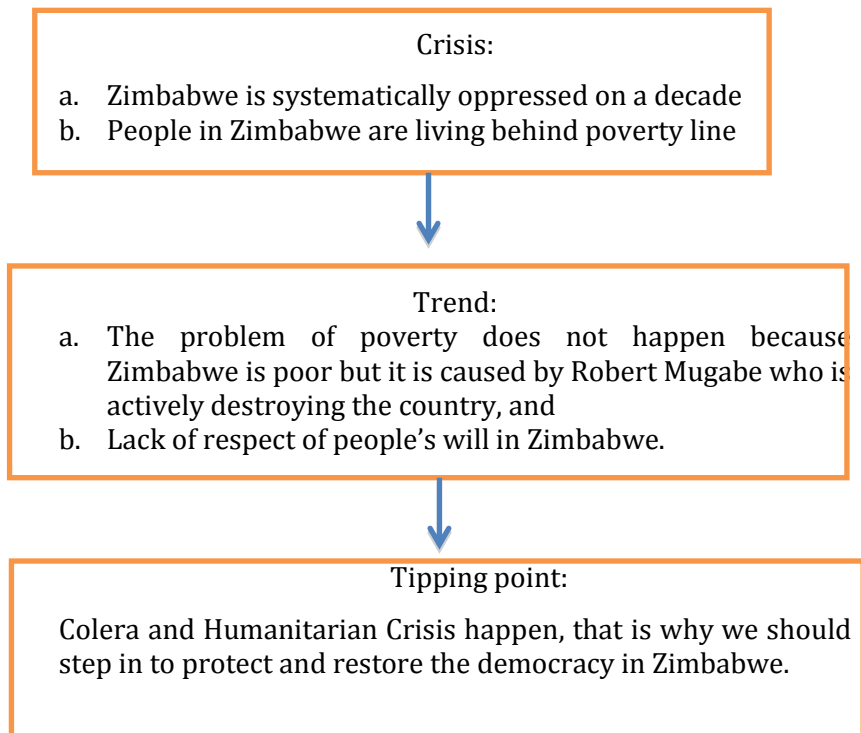 Crisis:
a. Zimbabwe is systematically oppressed on a decade
b. People in Zimbabwe are living behind poverty line
Trend:
a. The problem of poverty does not happen because
Zimbabwe is poor but it is caused by Robert Mugabe who is
actively destroying the country, and
b. Lack of respect of people’s will in Zimbabwe.
Tipping point:
Colera and Humanitarian Crisis happen, that is why we should
step in to protect and restore the democracy in Zimbabwe.